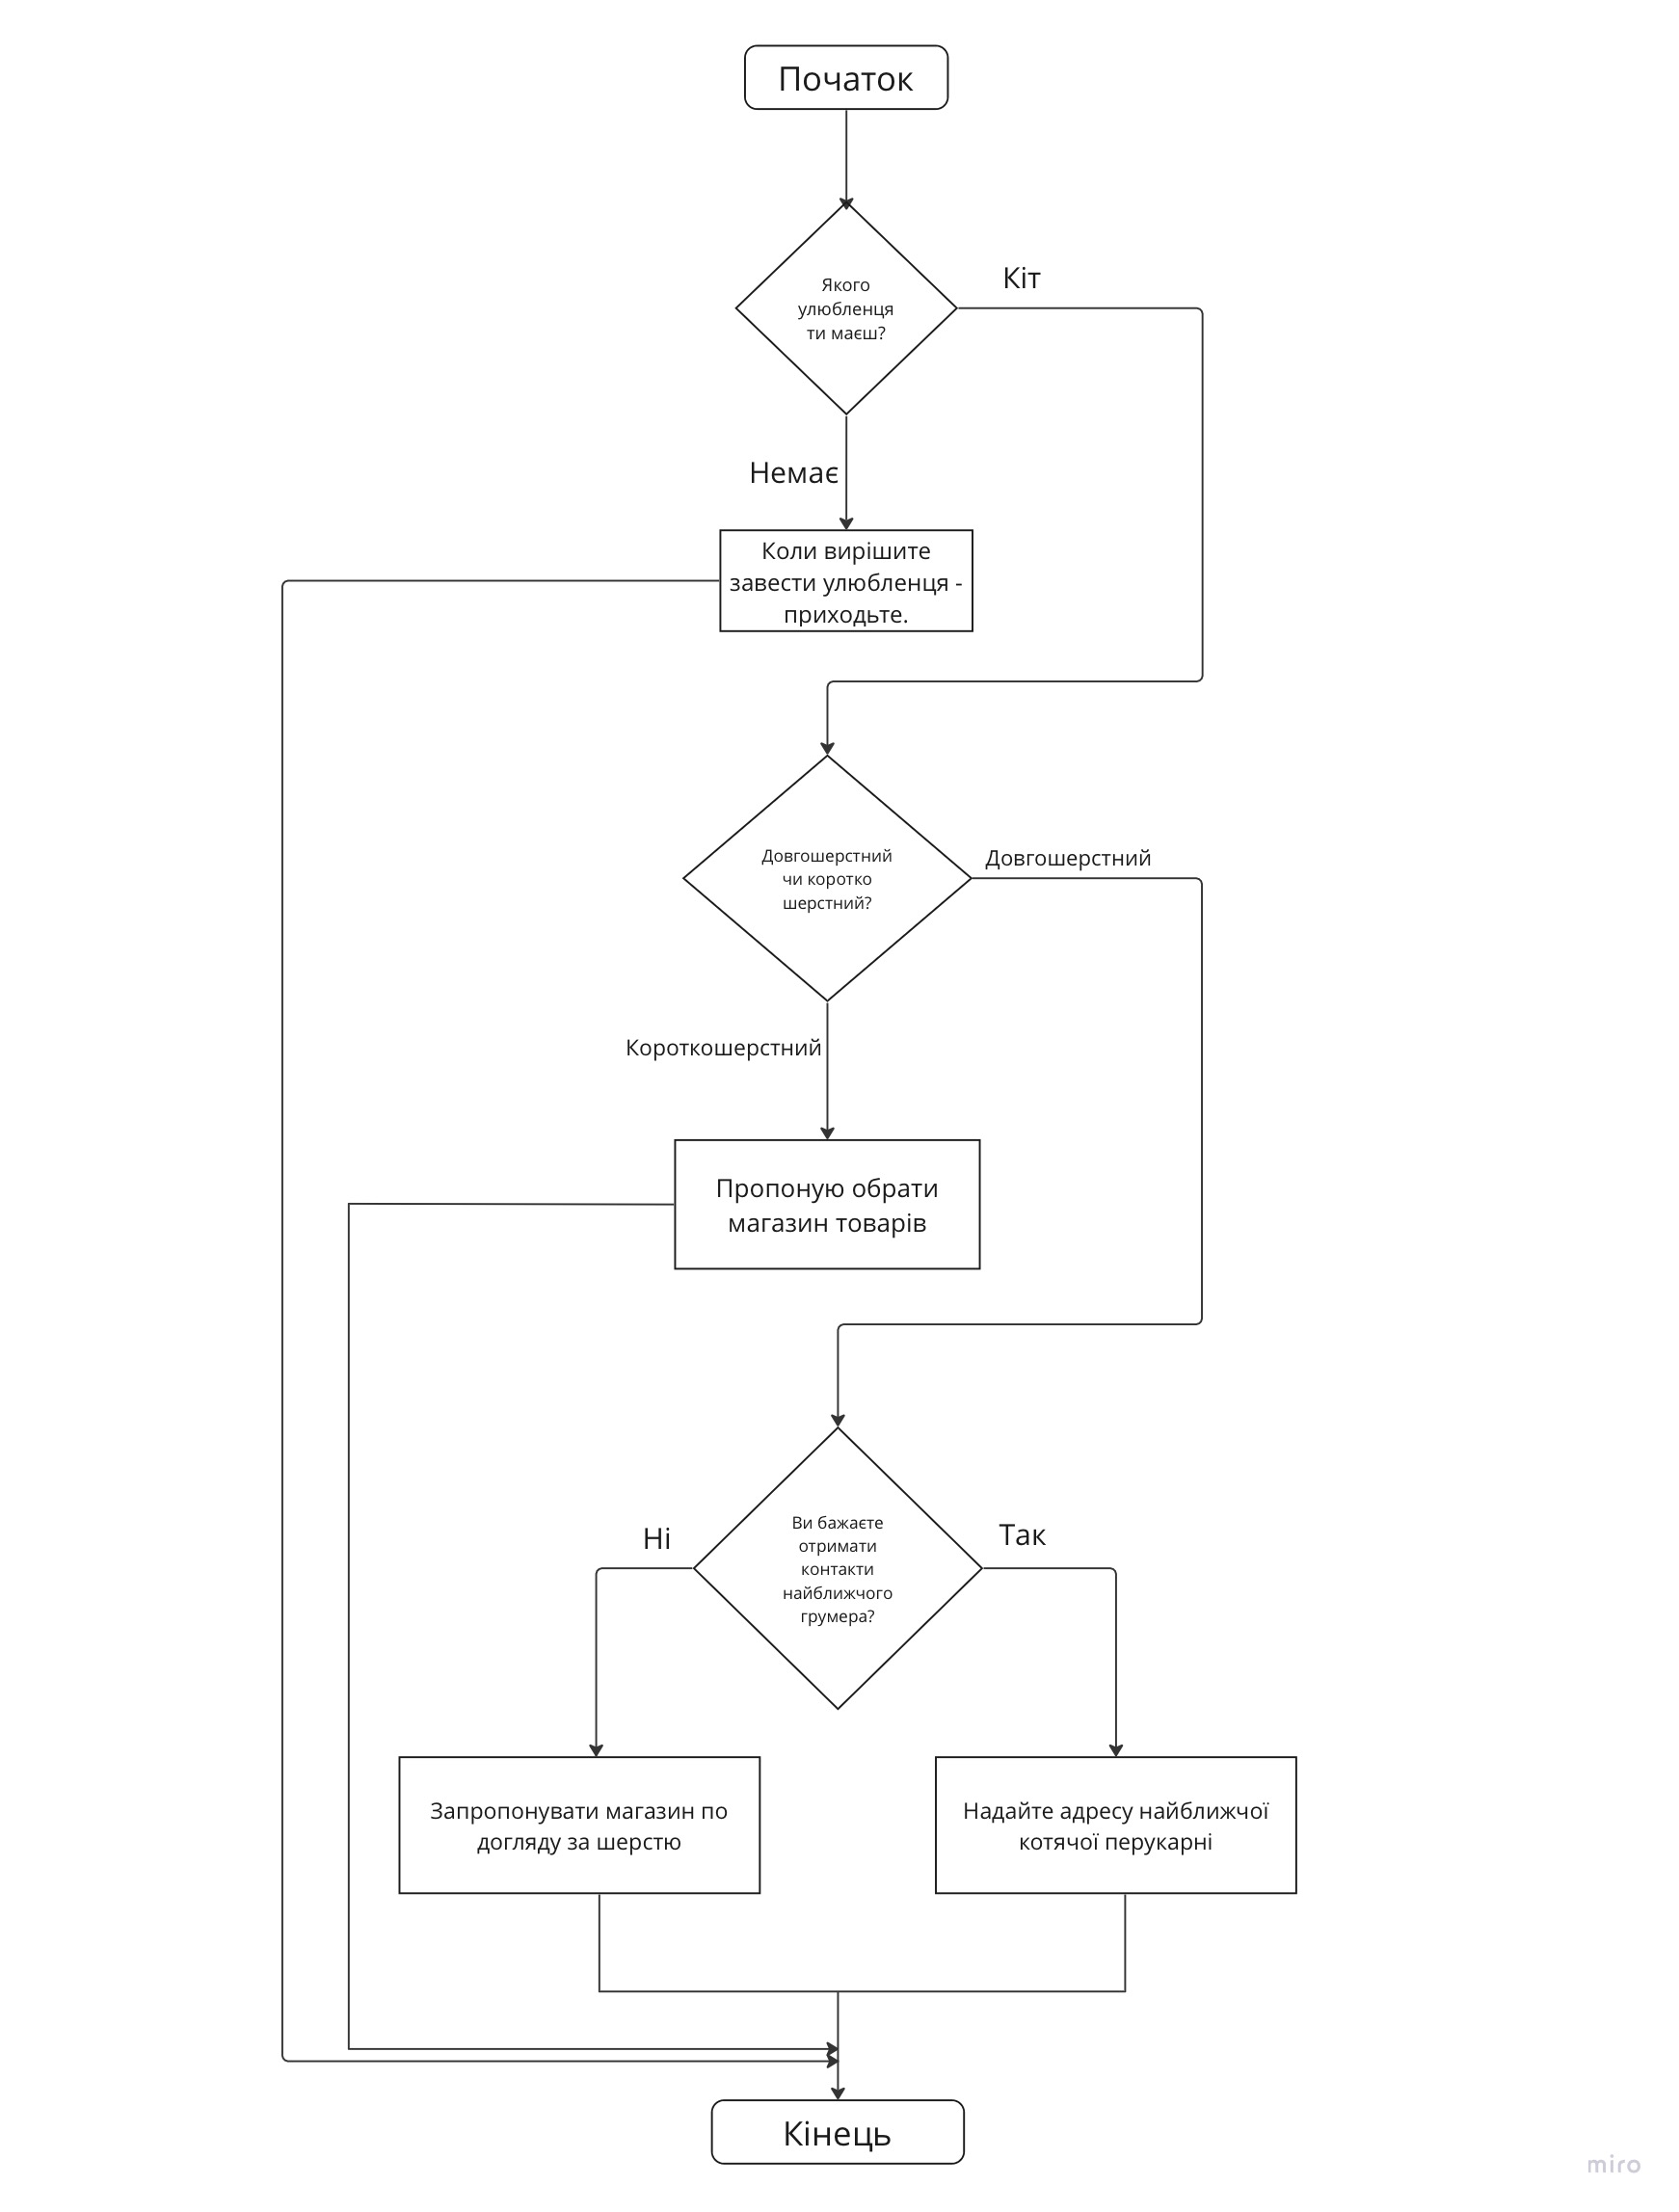 Початок
Якого
улюбленця
ти маєш?
Кіт
Немає
Коли вирішите
завести улюбленця -
приходьте.
Довгошерстний
чи коротко
шерстний?
Довгошерстний
Короткошерстний
Пропоную обрати
магазин товарів
Ви бажаєте
отримати
контакти
найближчого
грумера?
Ні
Так
Запропонувати магазин по
догляду за шерстю
Надайте адресу найближчої
котячої перукарні
Кінець
miro